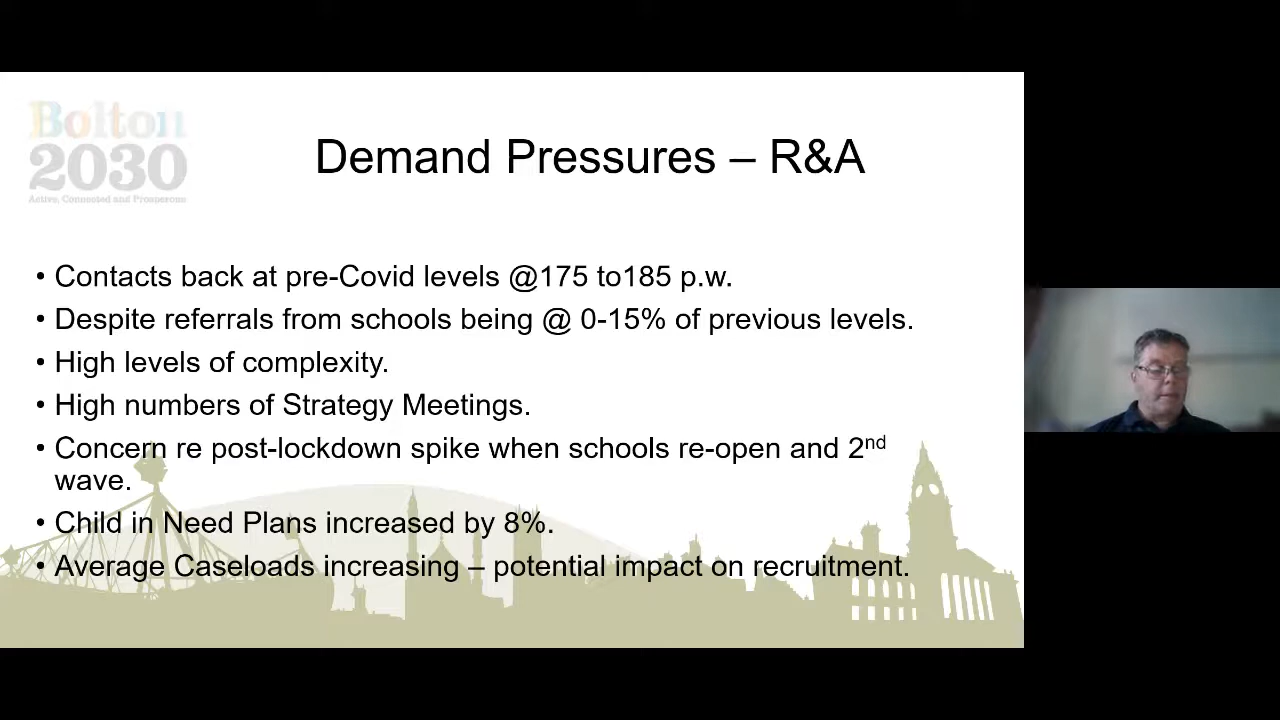 Bolton
2030
Active, Connected and Prosperous
Demand Pressures – R&A
• Contacts back at pre-Covid levels @175 to185 p.w.
• Despite referrals from schools being @ 0-15% of previous levels.
• High levels of complexity.
• High numbers of Strategy Meetings.
• Concern re post-lockdown spike when schools re-open and 2nd
wave.
• Child in Need Plans increased by 8%.
• Average Caseloads increasing – potential impact on recruitment.